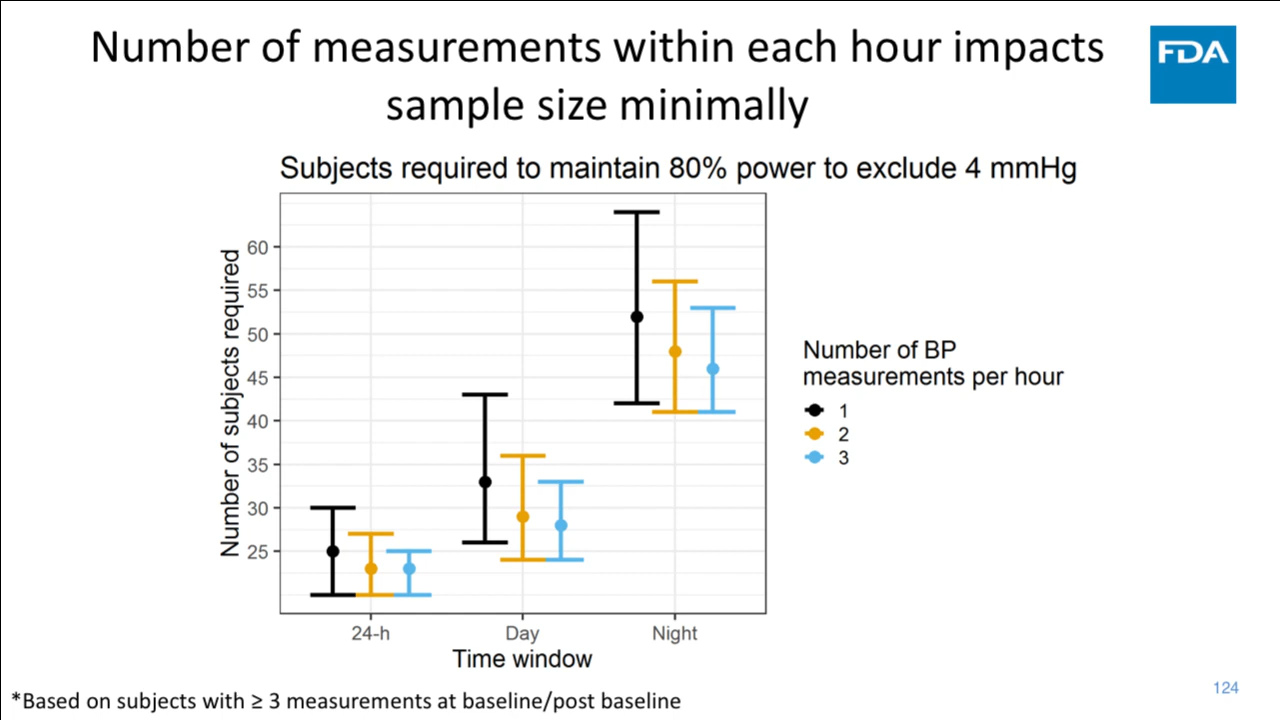 Number of measurements within each hour impacts
sample size minimally
FDA
Subjects required to maintain 80% power to exclude 4 mmHg
Number of subjects required
60
55
50
45
40
35
30
25
24-h
Day
Night
Time window
Number of BP
measurements per hour
1
2
3
*Based on subjects with ≥ 3 measurements at baseline/post baseline
124